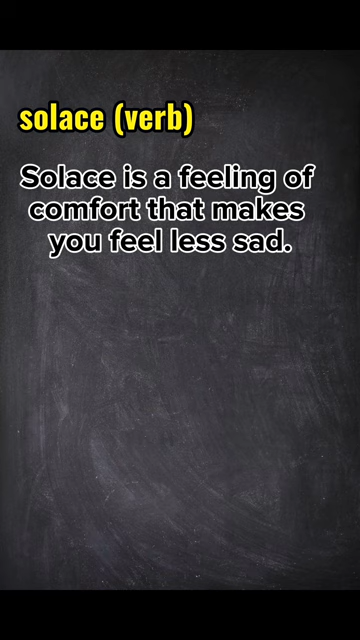 solace (verb)
Solace is a feeling of
comfort that makes
you feel less sad.